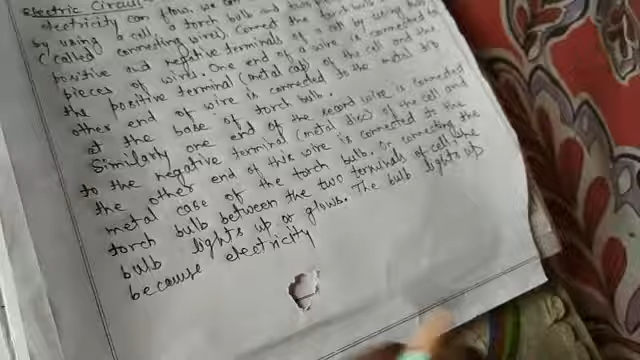 Electric Circuit
electricity can flow. We can
by using a cell, a torch bulb and two
(called connecting wires). Connect the torch bulb
positive and negative terminals of a cell by using two
pieces of wires. One end of a wire is connected to
the positive terminal (metal cap) of the cell and the
other end of wire is connected to the metal tip
at the base of torch bulb.
Similarly one end of the second wire is connected
to the negative terminal (metal disc) of the cell and
the other end of this wire is connected to the
metal case of the torch bulb. On connecting the
torch bulb between the two terminals of cell, the
bulb lights up or glows. The bulb lights up
because electricity